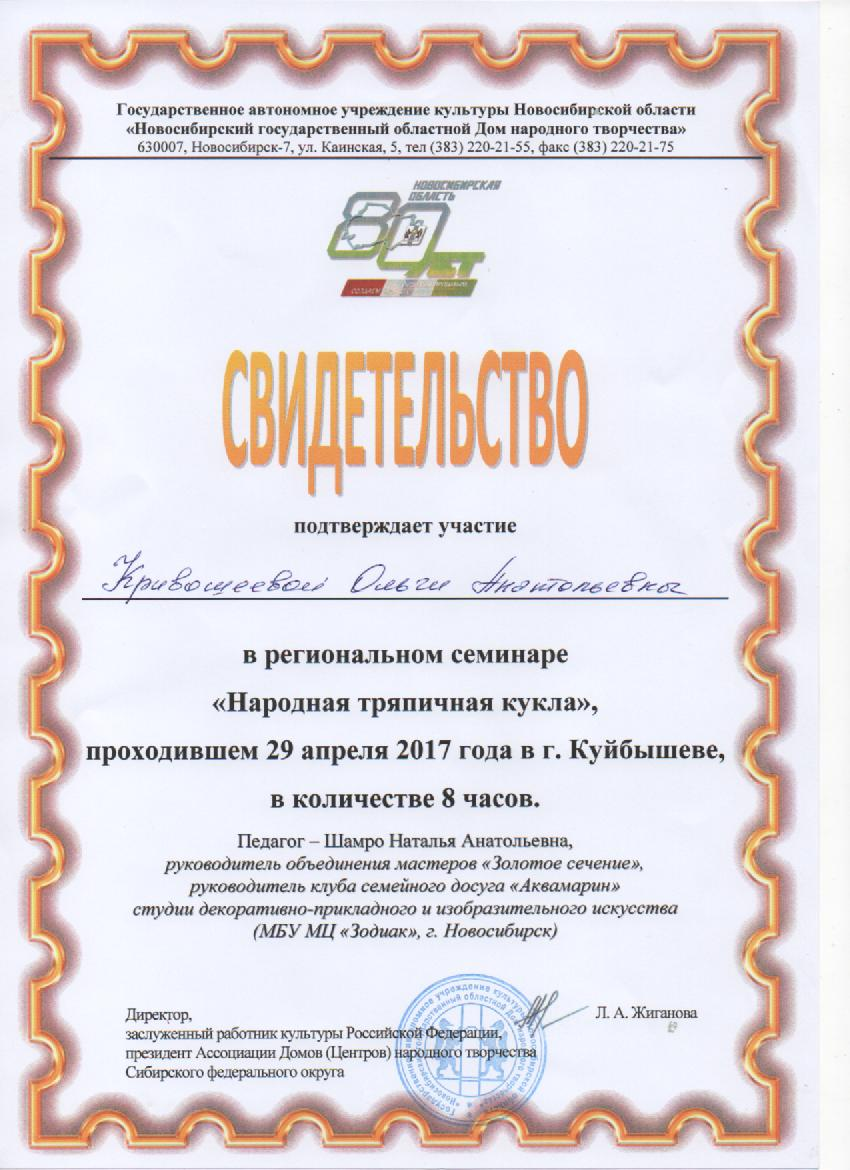 Государственное автономное учреждение культуры Новосибирской области
«Новосибирский государственный областной Дом народного творчества»
630007, Новосибирск-7, ул. Каинская, 5, тел (383) 220-21-55, факс (383) 220-21-75
НОВОСИБИРСКАЯ
ОБЛАСТЬ
80 ЛЕТ
СВИДЕТЕЛЬСТВО
подтверждает участие
Кривощеевой Ольги Анатольевны
в региональном семинаре
«Народная тряпичная кукла»,
проходившем 29 апреля 2017 года в г. Куйбышеве,
в количестве 8 часов.
Педагог – Шамро Наталья Анатольевна,
руководитель объединения мастеров «Золотое сечение»,
руководитель клуба семейного досуга «Аквамарин»
студии декоративно-прикладного и изобразительного искусства
(МБУ МЦ «Зодиак», г. Новосибирск)
Директор,
заслуженный работник культуры Российской Федерации,
президент Ассоциации Домов (Центров) народного творчества
Сибирского федерального округа
Л. А. Жиганова